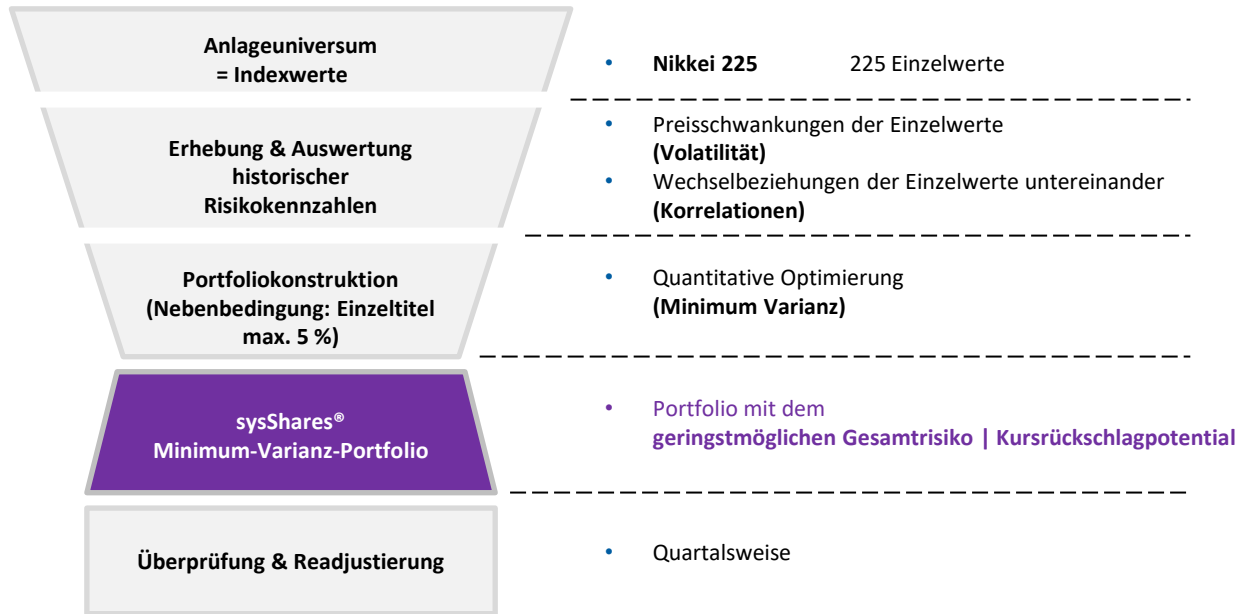 Anlageuniversum
= Indexwerte
• Nikkei 225 225 Einzelwerte
Erhebung & Auswertung
historischer
Risikokennzahlen
• Preisschwankungen der Einzelwerte
(Volatilität)
• Wechselbeziehungen der Einzelwerte untereinander
(Korrelationen)
Portfoliokonstruktion
(Nebenbedingung: Einzeltitel
max. 5 %)
• Quantitative Optimierung
(Minimum Varianz)
sysShares®
Minimum-Varianz-Portfolio
• Portfolio mit dem
geringstmöglichen Gesamtrisiko | Kursrückschlagpotential
Überprüfung & Readjustierung
• Quartalsweise